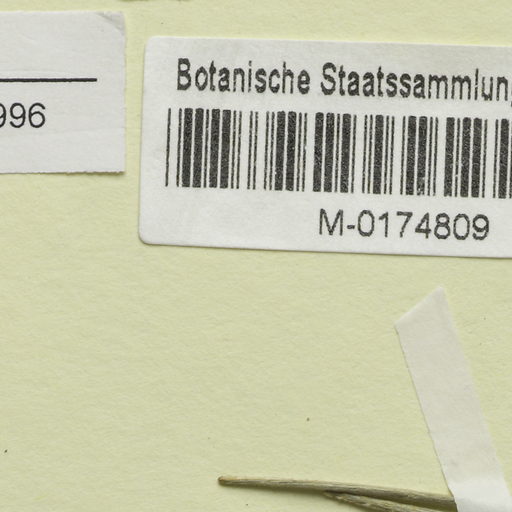 996
Botanische Staatssammlun
M-0174809